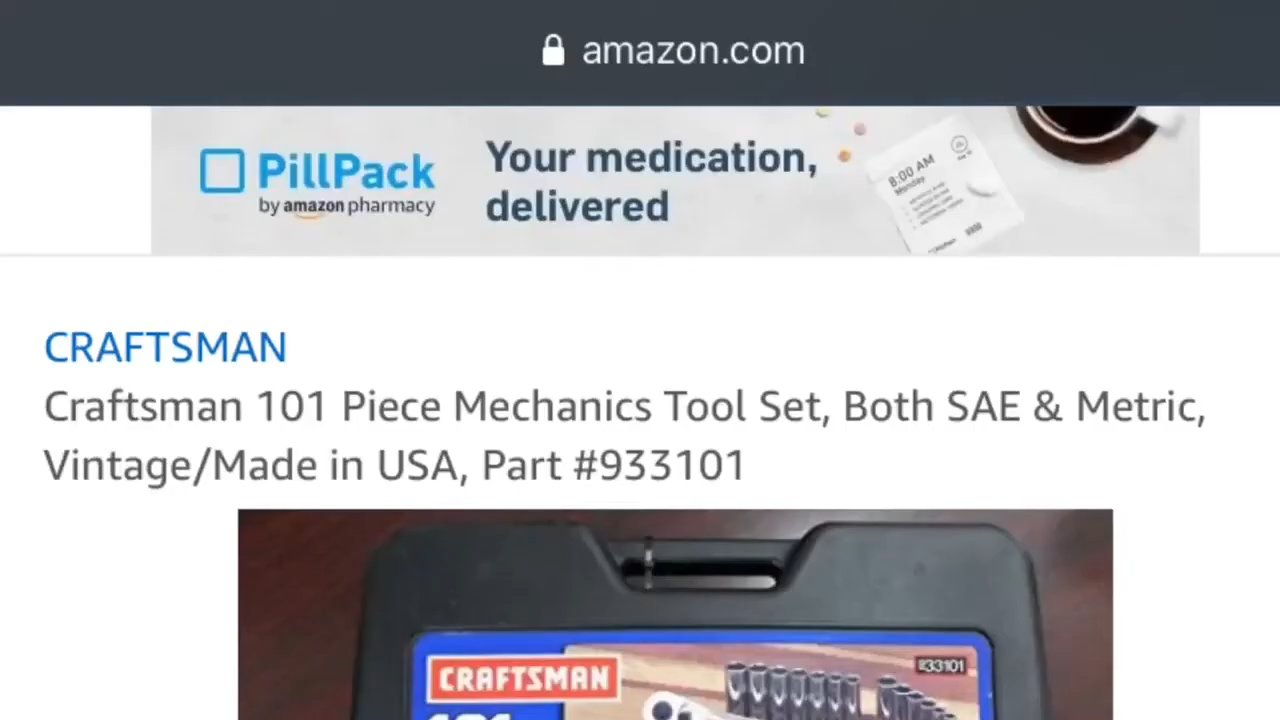 amazon.com
PillPack
by amazon pharmacy
Your medication,
delivered
8:00 AM
Monday
CRAFTSMAN
Craftsman 101 Piece Mechanics Tool Set, Both SAE & Metric,
Vintage/Made in USA, Part #933101
CRAFTSMAN